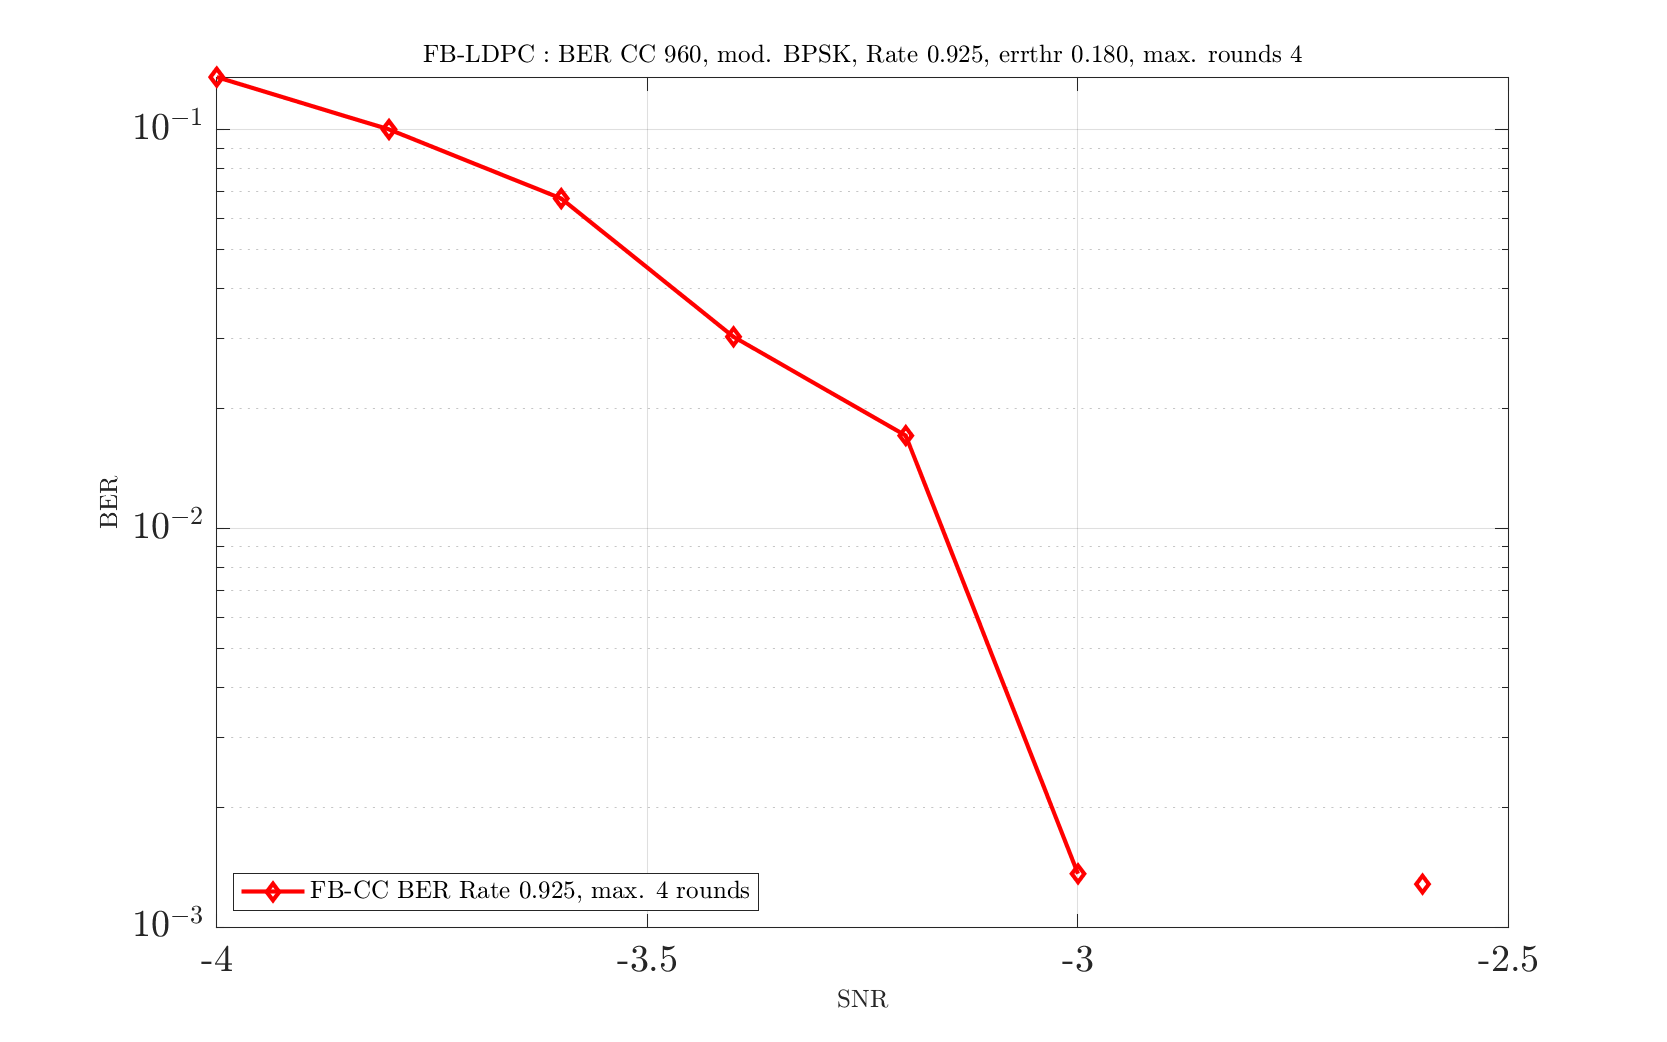 FB-LDPC : BER CC 960, mod. BPSK, Rate 0.925, errthr 0.180, max. rounds 4
10^{-1}
10^{-2}
10^{-3}
BER
FB-CC BER Rate 0.925, max. 4 rounds
-4 -3.5 -3 -2.5
SNR